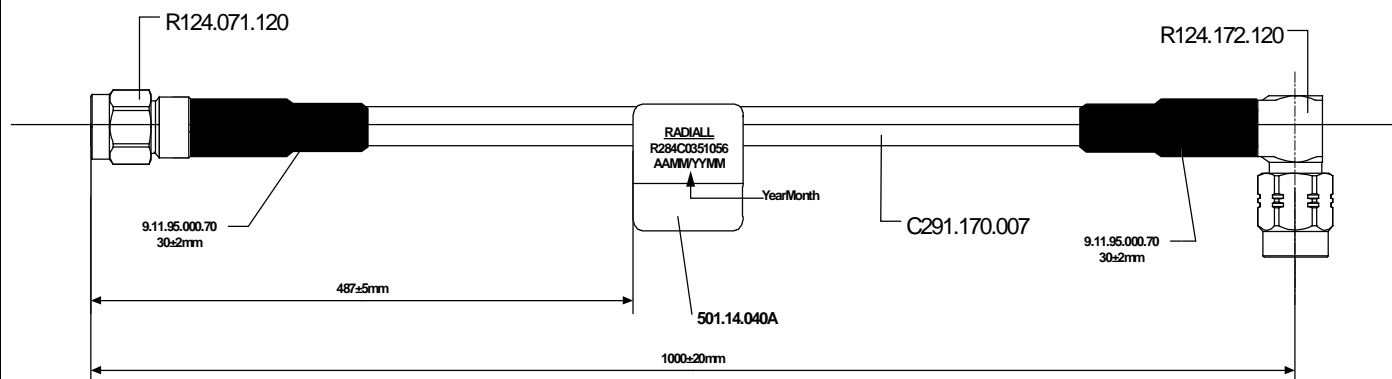 R124.071.120
R124.172.120
RADIALL
R284C0351056
AAMM/YYMM
YearMonth
9.11.95.000.70
30±2mm
C291.170.007
9.11.95.000.70
30±2mm
487±5mm
501.14.040A
1000±20mm